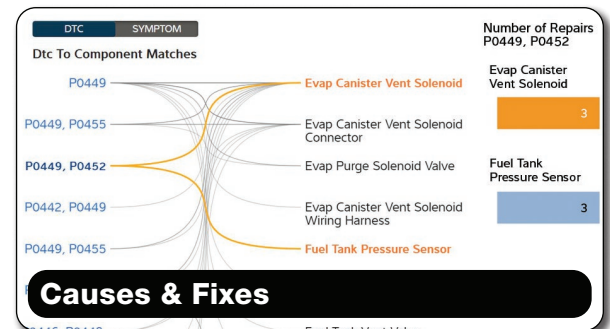 DTC SYMPTOM
Dtc To Component Matches
P0449
P0449, P0455
P0449, P0452
P0442, P0449
P0449, P0455
Evap Canister Vent Solenoid
Evap Canister Vent Solenoid
Connector
Evap Purge Solenoid Valve
Evap Canister Vent Solenoid
Wiring Harness
Fuel Tank Pressure Sensor
Number of Repairs
P0449, P0452
Evap Canister
Vent Solenoid
3
Fuel Tank
Pressure Sensor
3
Causes & Fixes